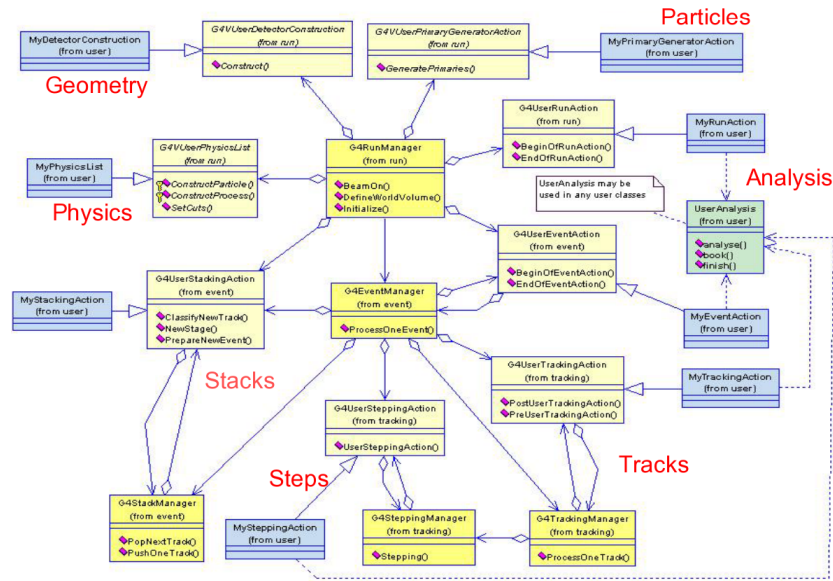 Particles
MyDetectorConstruction
(from user)
G4VUserDetectorConstruction
(from run)
Construct()
G4VUserPrimaryGeneratorAction
(from run)
GeneratePrimaries()
MyPrimaryGeneratorAction
(from user)
Geometry
G4UserRunAction
(from run)
BeginOfRunAction()
EndOfRunAction()
MyRunAction
(from user)
G4RunManager
(from run)
BeamOn()
DefineWorldVolume()
Initialize()
G4VUserPhysicsList
(from run)
ConstructParticle()
ConstructProcess()
SetCuts()
MyPhysicsList
(from user)
Physics
Analysis
UserAnalysis may be
used in any user classes
UserAnalysis
(from user)
analyse()
book()
finish()
G4UserEventAction
(from event)
BeginOfEventAction()
EndOfEventAction()
G4UserStackingAction
(from event)
ClassifyNewTrack()
NewStage()
PrepareNewEvent()
MyStackingAction
(from user)
G4EventManager
(from event)
ProcessOneEvent()
MyEventAction
(from user)
G4UserTrackingAction
(from tracking)
PostUserTrackingAction()
PreUserTrackingAction()
MyTrackingAction
(from user)
Stacks
G4UserSteppingAction
(from tracking)
UserSteppingAction()
Steps
Tracks
G4StackManager
(from event)
PopNextTrack()
PushOneTrack()
MySteppingAction
(from user)
G4SteppingManager
(from tracking)
Stepping()
G4TrackingManager
(from tracking)
ProcessOneTrack()